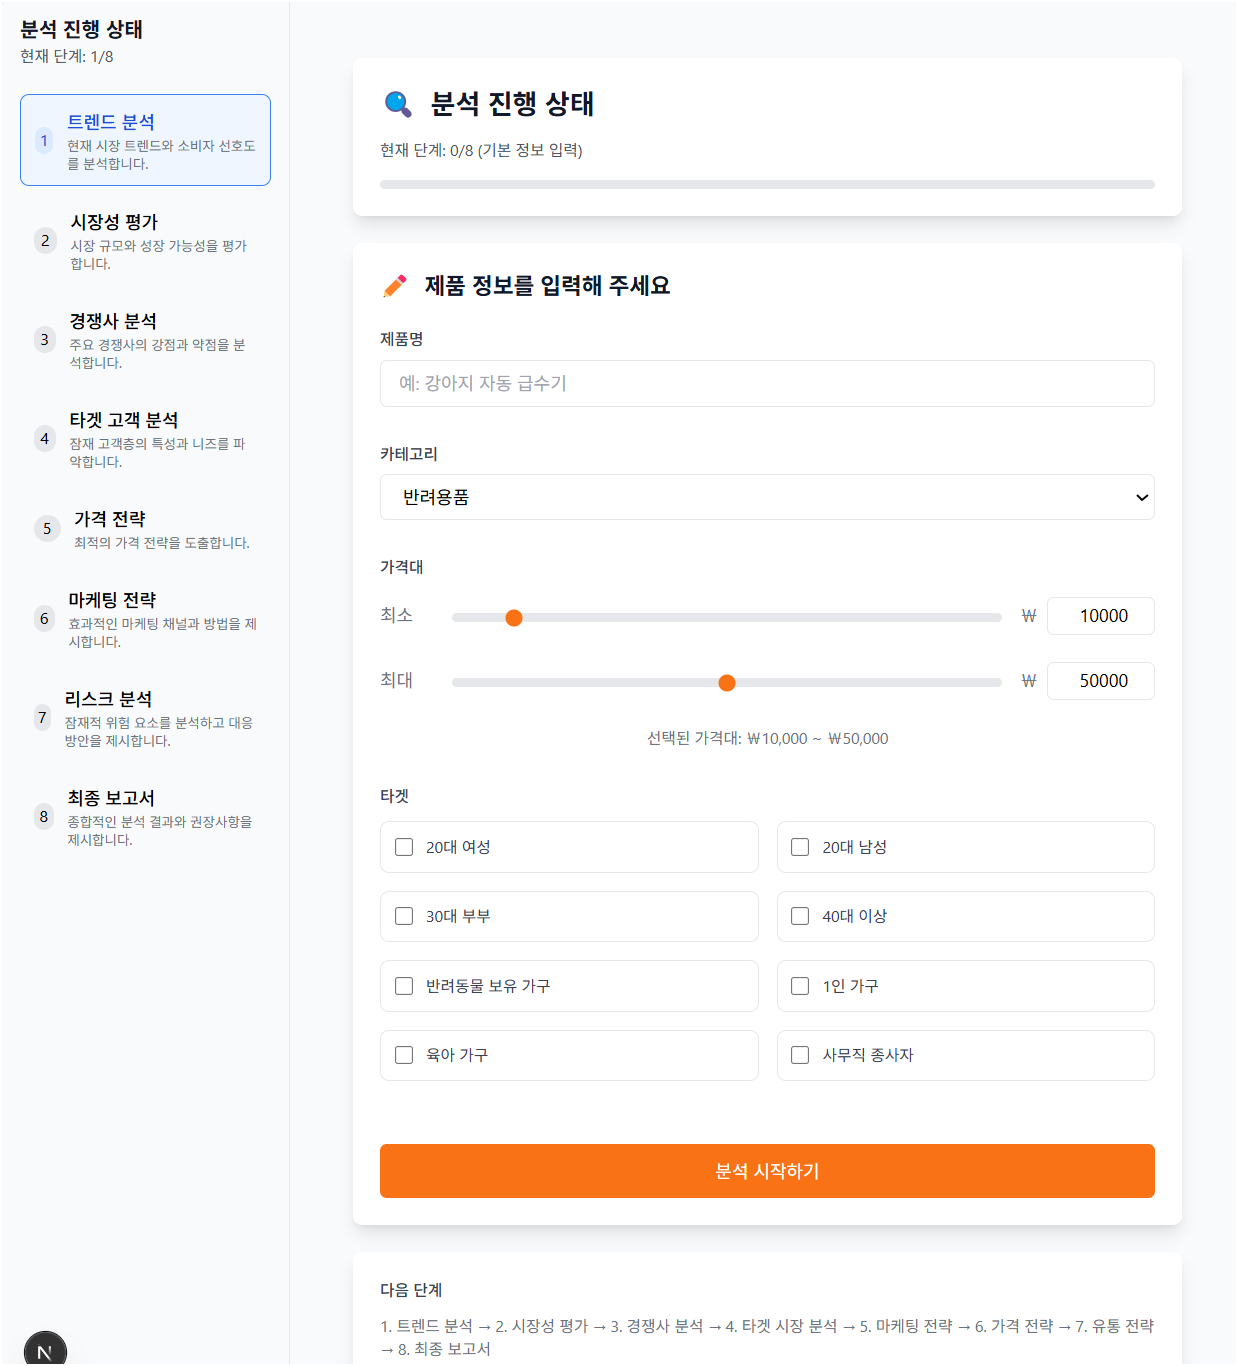 분석 진행 상태
현재 단계: 1/8
1
트렌드 분석
현재 시장 트렌드와 소비자 선호도
를 분석합니다.
2
시장성 평가
시장 규모와 성장 가능성을 평가
합니다.
3
경쟁사 분석
주요 경쟁사의 강점과 약점을 분
석합니다.
4
타겟 고객 분석
잠재 고객층의 특성과 니즈를 파
악합니다.
5
가격 전략
최적의 가격 전략을 도출합니다.
6
마케팅 전략
효과적인 마케팅 채널과 방법을 제
시합니다.
7
리스크 분석
잠재적 위험 요소를 분석하고 대응
방안을 제시합니다.
8
최종 보고서
종합적인 분석 결과와 권장사항을
제시합니다.
N
분석 진행 상태
현재 단계: 0/8 (기본 정보 입력)
제품 정보를 입력해 주세요
제품명
예: 강아지 자동 급수기
카테고리
반려용품
가격대
최소 ₩ 10000
최대 ₩ 50000
선택된 가격대: ₩10,000 ~ ₩50,000
타겟
20대 여성
20대 남성
30대 부부
40대 이상
반려동물 보유 가구
1인 가구
육아 가구
사무직 종사자
분석 시작하기
다음 단계
1. 트렌드 분석 → 2. 시장성 평가 → 3. 경쟁사 분석 → 4. 타겟 시장 분석 → 5. 마케팅 전략 → 6. 가격 전략 → 7. 유통 전략
→ 8. 최종 보고서